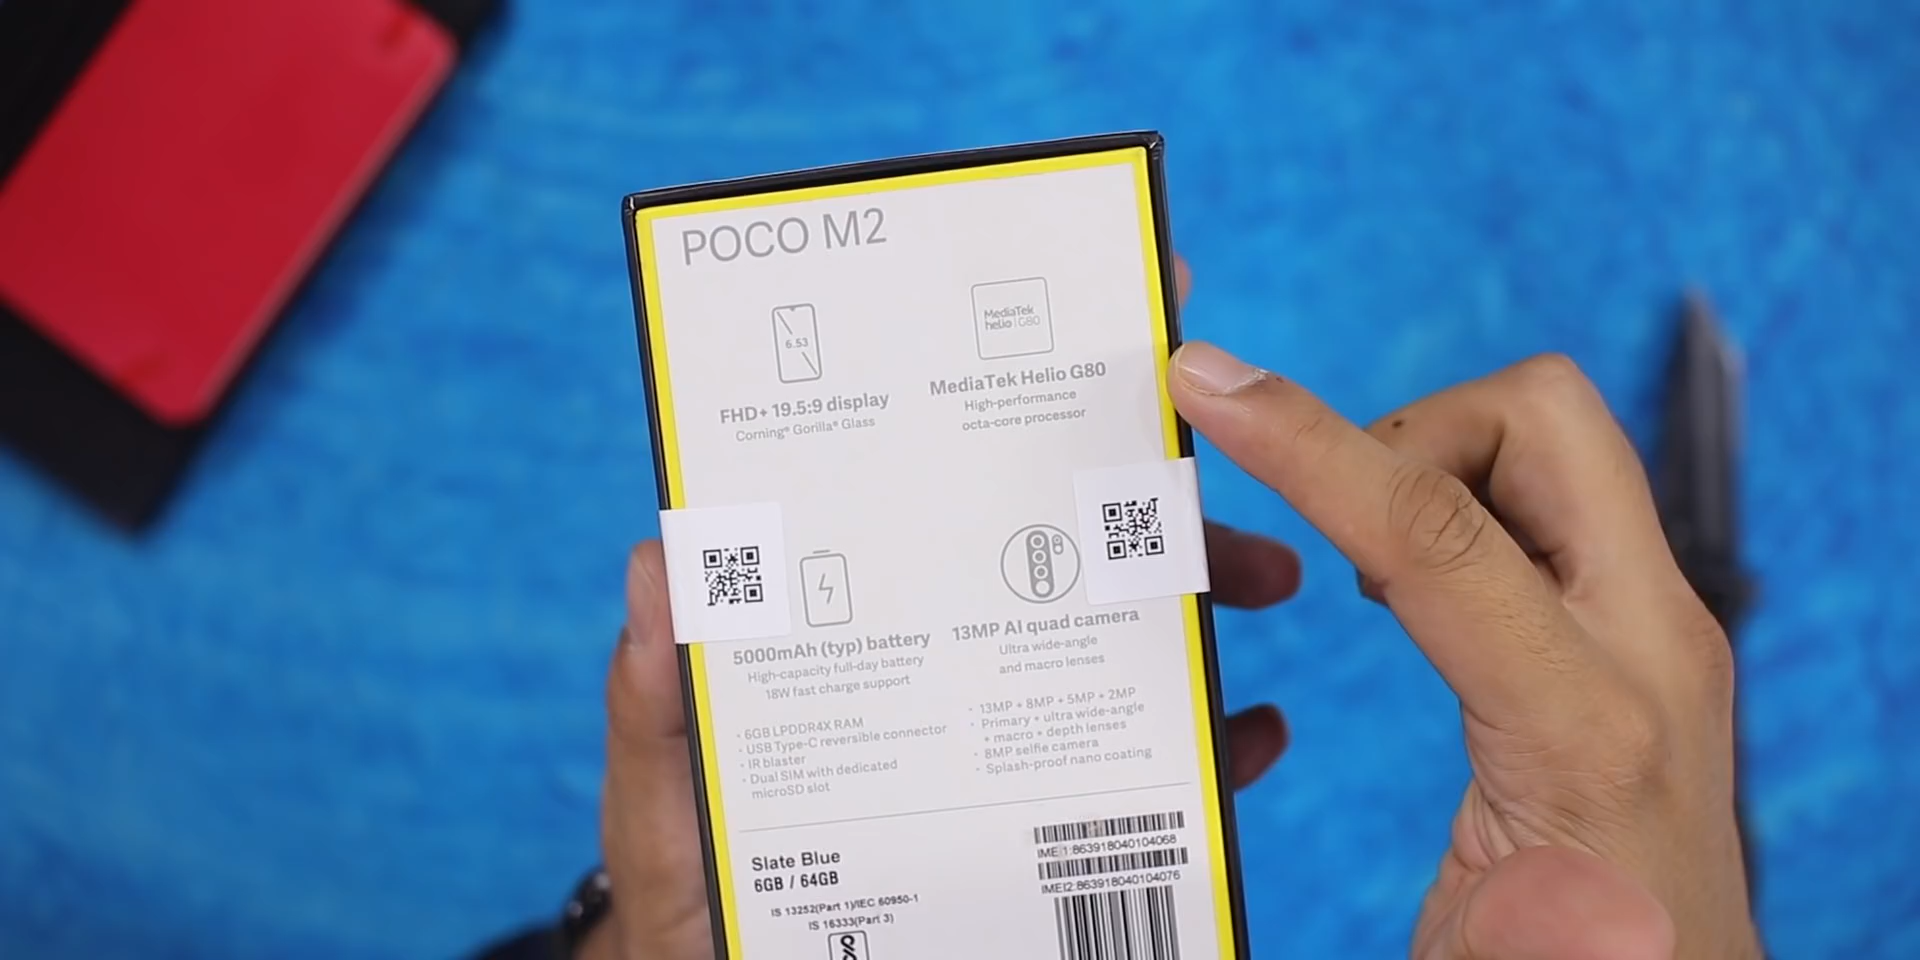 POCO M2
6.53
FHD+ 19.5:9 display
Corning® Gorilla® Glass
MediaTek
helio | G80
MediaTek Helio G80
High-performance
octa-core processor
5000mAh (typ) battery
High-capacity full-day battery
18W fast charge support
13MP AI quad camera
Ultra wide-angle
and macro lenses
• 6GB LPDDR4X RAM
• USB Type-C reversible connector
• IR blaster
• Dual SIM with dedicated
microSD slot
• 13MP + 8MP + 5MP + 2MP
• Primary + ultra wide-angle
+ macro + depth lenses
• 8MP selfie camera
• Splash-proof nano coating
Slate Blue
6GB / 64GB
IS 13252(Part 1)/IEC 60950-1
IS 16333(Part 3)
IMEI1:863918040104068
IMEI2:863918040104076